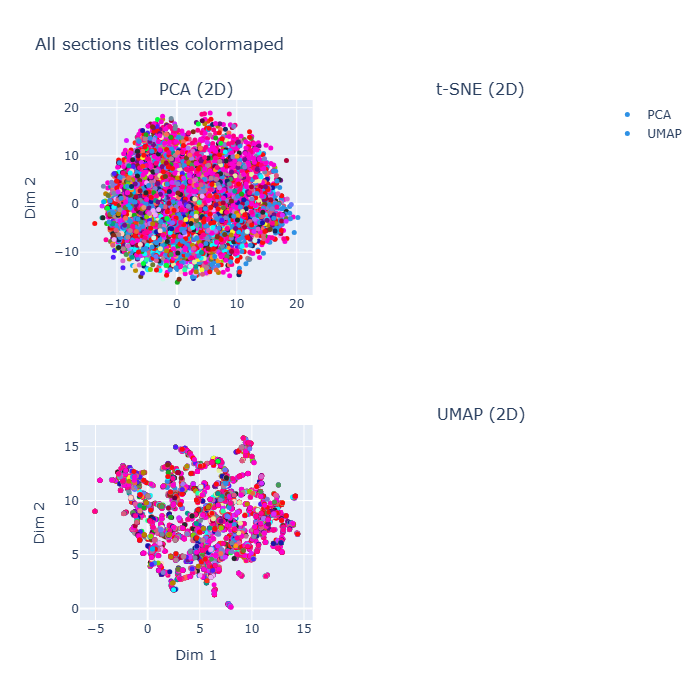 All sections titles colormaped
PCA (2D)
t-SNE (2D)
PCA
UMAP
20
10
0
−10
Dim 2
−10
0
10
20
Dim 1
UMAP (2D)
15
10
5
0
Dim 2
−5
0
5
10
15
Dim 1